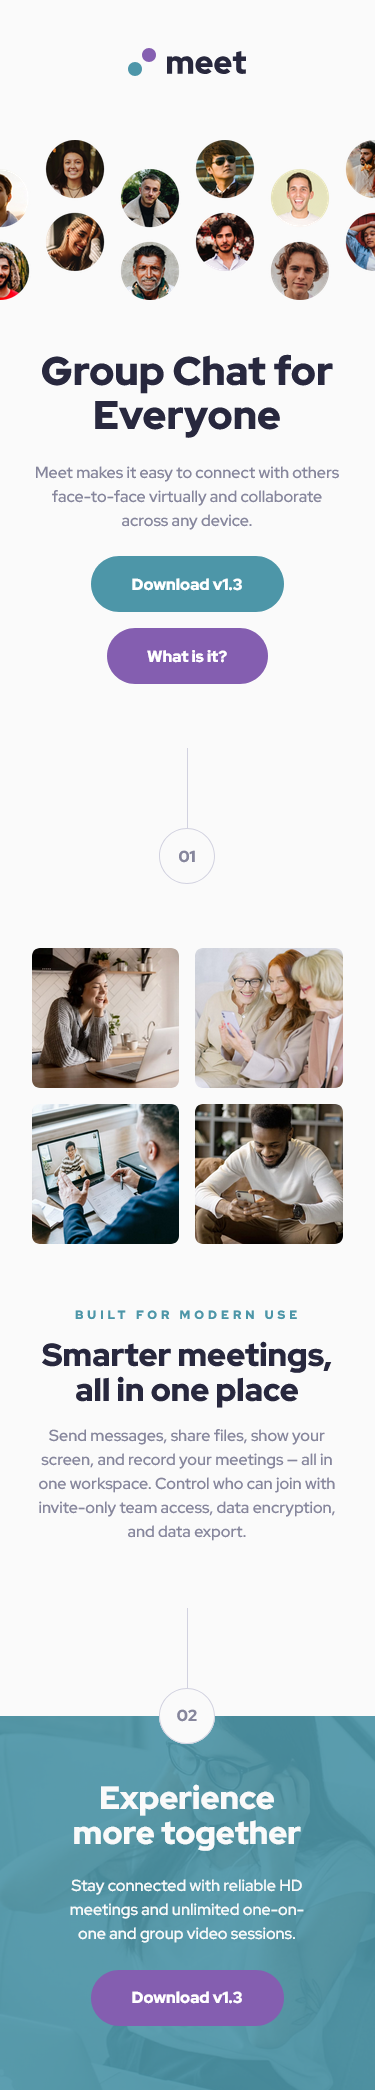 meet
Group Chat for
Everyone
Meet makes it easy to connect with others
face-to-face virtually and collaborate
across any device.
Download v1.3
What is it?
01
BUILT FOR MODERN USE
Smarter meetings,
all in one place
Send messages, share files, show your
screen, and record your meetings — all in
one workspace. Control who can join with
invite-only team access, data encryption,
and data export.
02
Experience
more together
Stay connected with reliable HD
meetings and unlimited one-on-
one and group video sessions.
Download v1.3